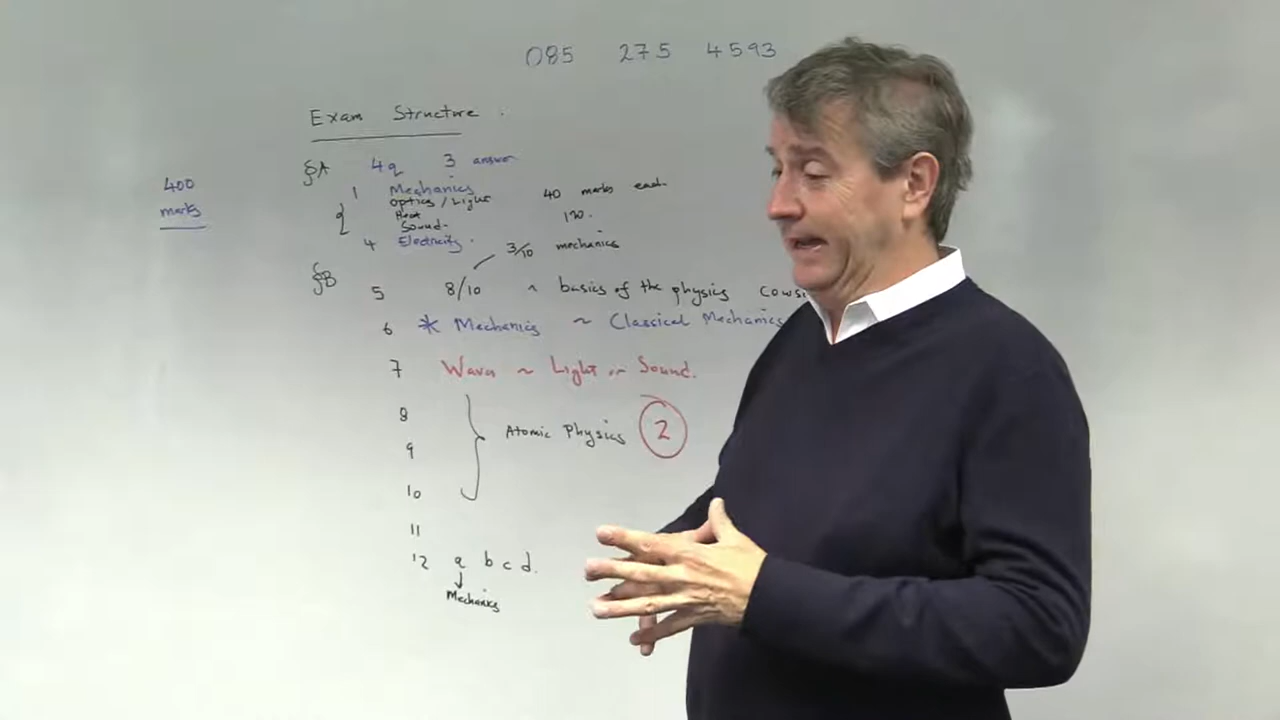 085 275 4593
Exam Structure
§A 4q 3 answer
400
marks
1 Mechanics 40 marks each
Optics / Light
Heat 120.
Sound
4 Electricity 3/10 mechanics
§B 5 8/10 ~ basics of the physics
6 * Mechanics ~ Classical Mechanics
7 Waves ~ Light or Sound.
8
Atomic Physics 2
9
10
11
12 a b c d.
Mechanics